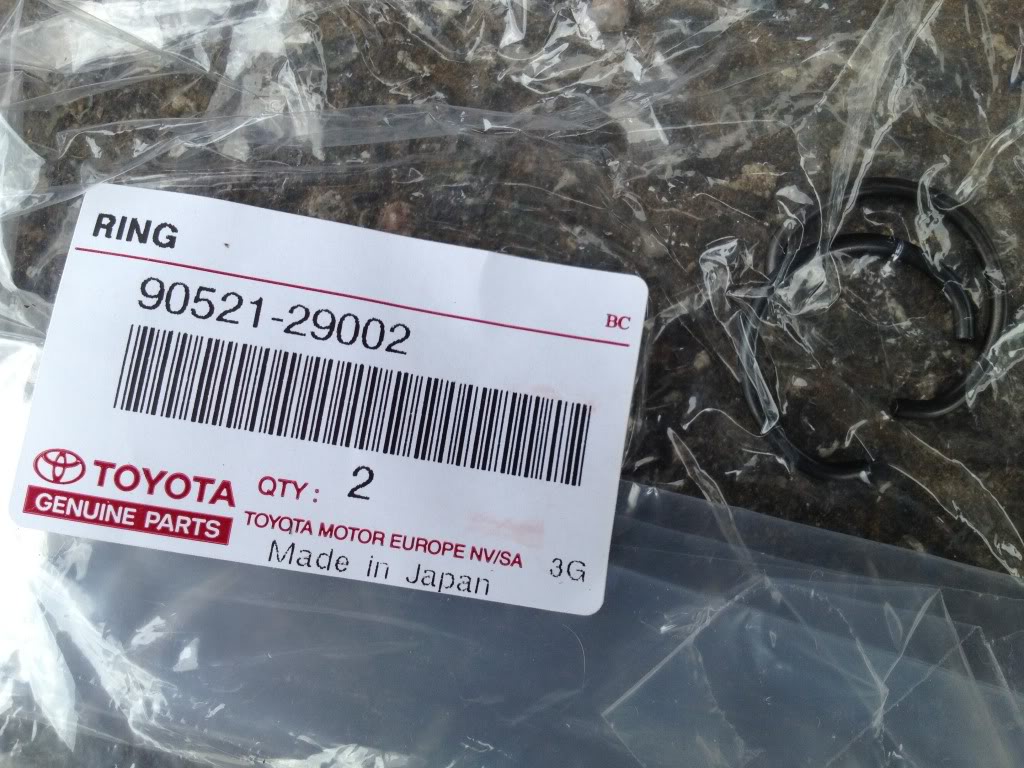 RING
BC
90521-29002
TOYOTA
GENUINE PARTS
QTY: 2
TOYOTA MOTOR EUROPE NV/SA
Made in Japan
3G